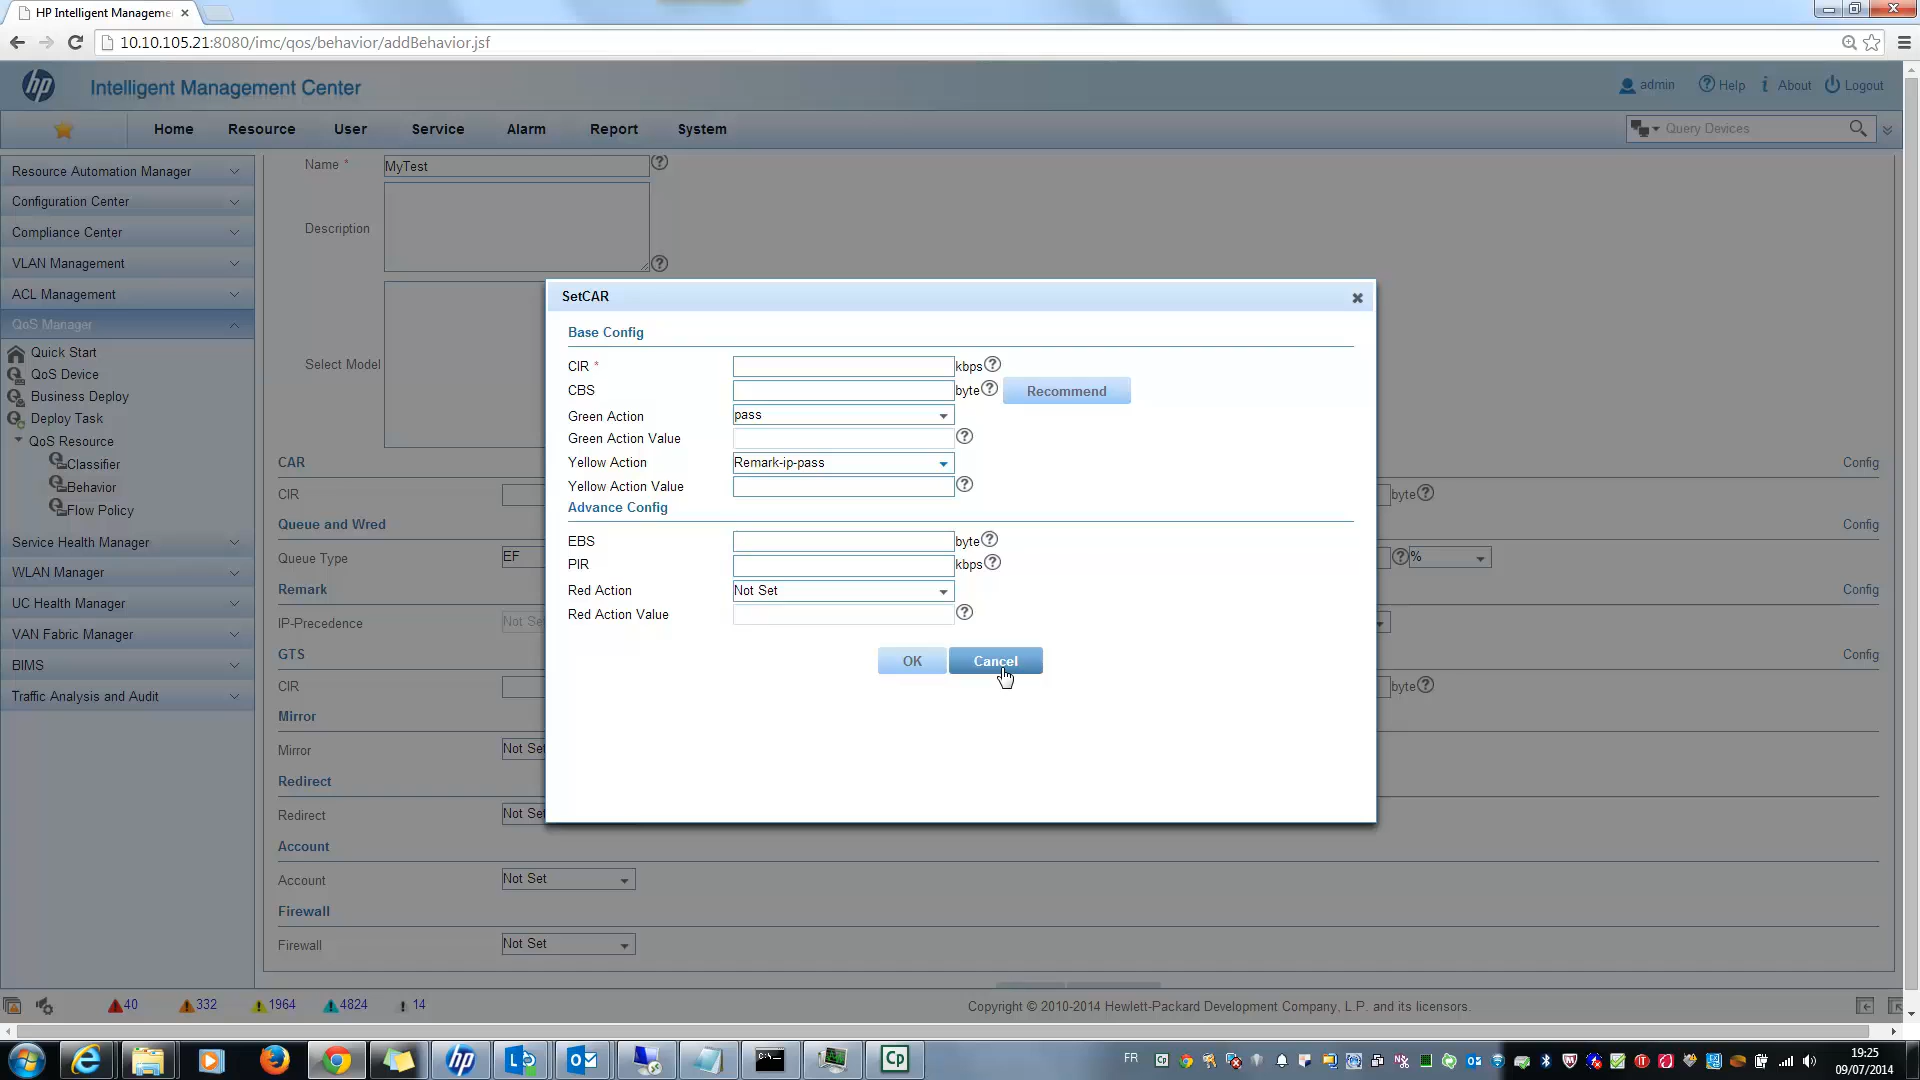 HP Intelligent Manageme
10.10.105.21:8080/imc/qos/behavior/addBehavior.jsf
hp Intelligent Management Center admin Help About Logout
Home Resource User Service Alarm Report System Query Devices
Resource Automation Manager
Configuration Center
Compliance Center
VLAN Management
ACL Management
QoS Manager
Quick Start
QoS Device
Business Deploy
Deploy Task
QoS Resource
Classifier
Behavior
Flow Policy
Service Health Manager
WLAN Manager
UC Health Manager
VAN Fabric Manager
BIMS
Traffic Analysis and Audit
Name * MyTest
Description
Select Model
CAR Config
CIR byte
Queue and Wred Config
Queue Type EF %
Remark Config
IP-Precedence Not Se
GTS Config
CIR byte
Mirror
Mirror Not Se
Redirect
Redirect Not Se
Account
Account Not Set
Firewall
Firewall Not Set
SetCAR
Base Config
CIR * kbps
CBS byte Recommend
Green Action pass
Green Action Value
Yellow Action Remark-ip-pass
Yellow Action Value
Advance Config
EBS byte
PIR kbps
Red Action Not Set
Red Action Value
OK Cancel
40 332 1964 4824 14 Copyright © 2010-2014 Hewlett-Packard Development Company, L.P. and its licensors.
FR 19:25
09/07/2014